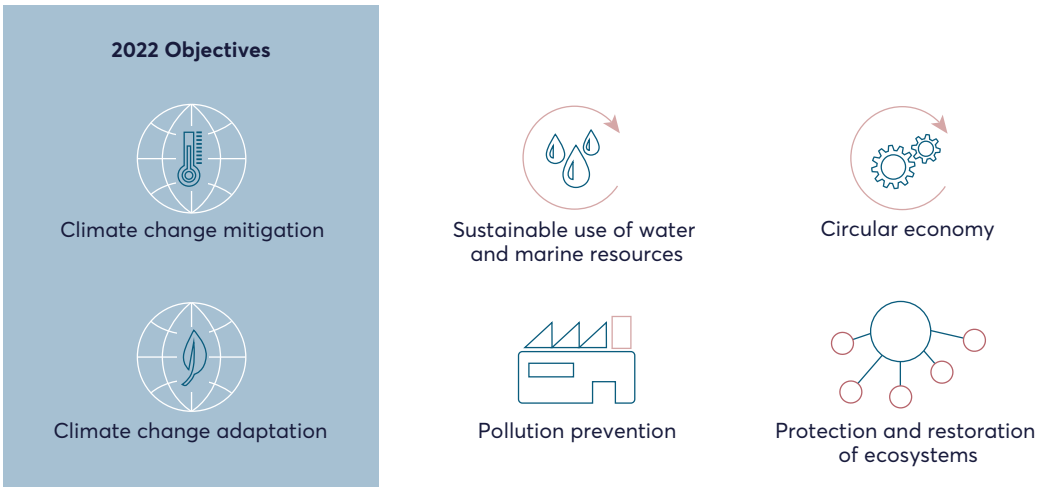 2022 Objectives
Climate change mitigation
Sustainable use of water
and marine resources
Circular economy
Climate change adaptation
Pollution prevention
Protection and restoration
of ecosystems